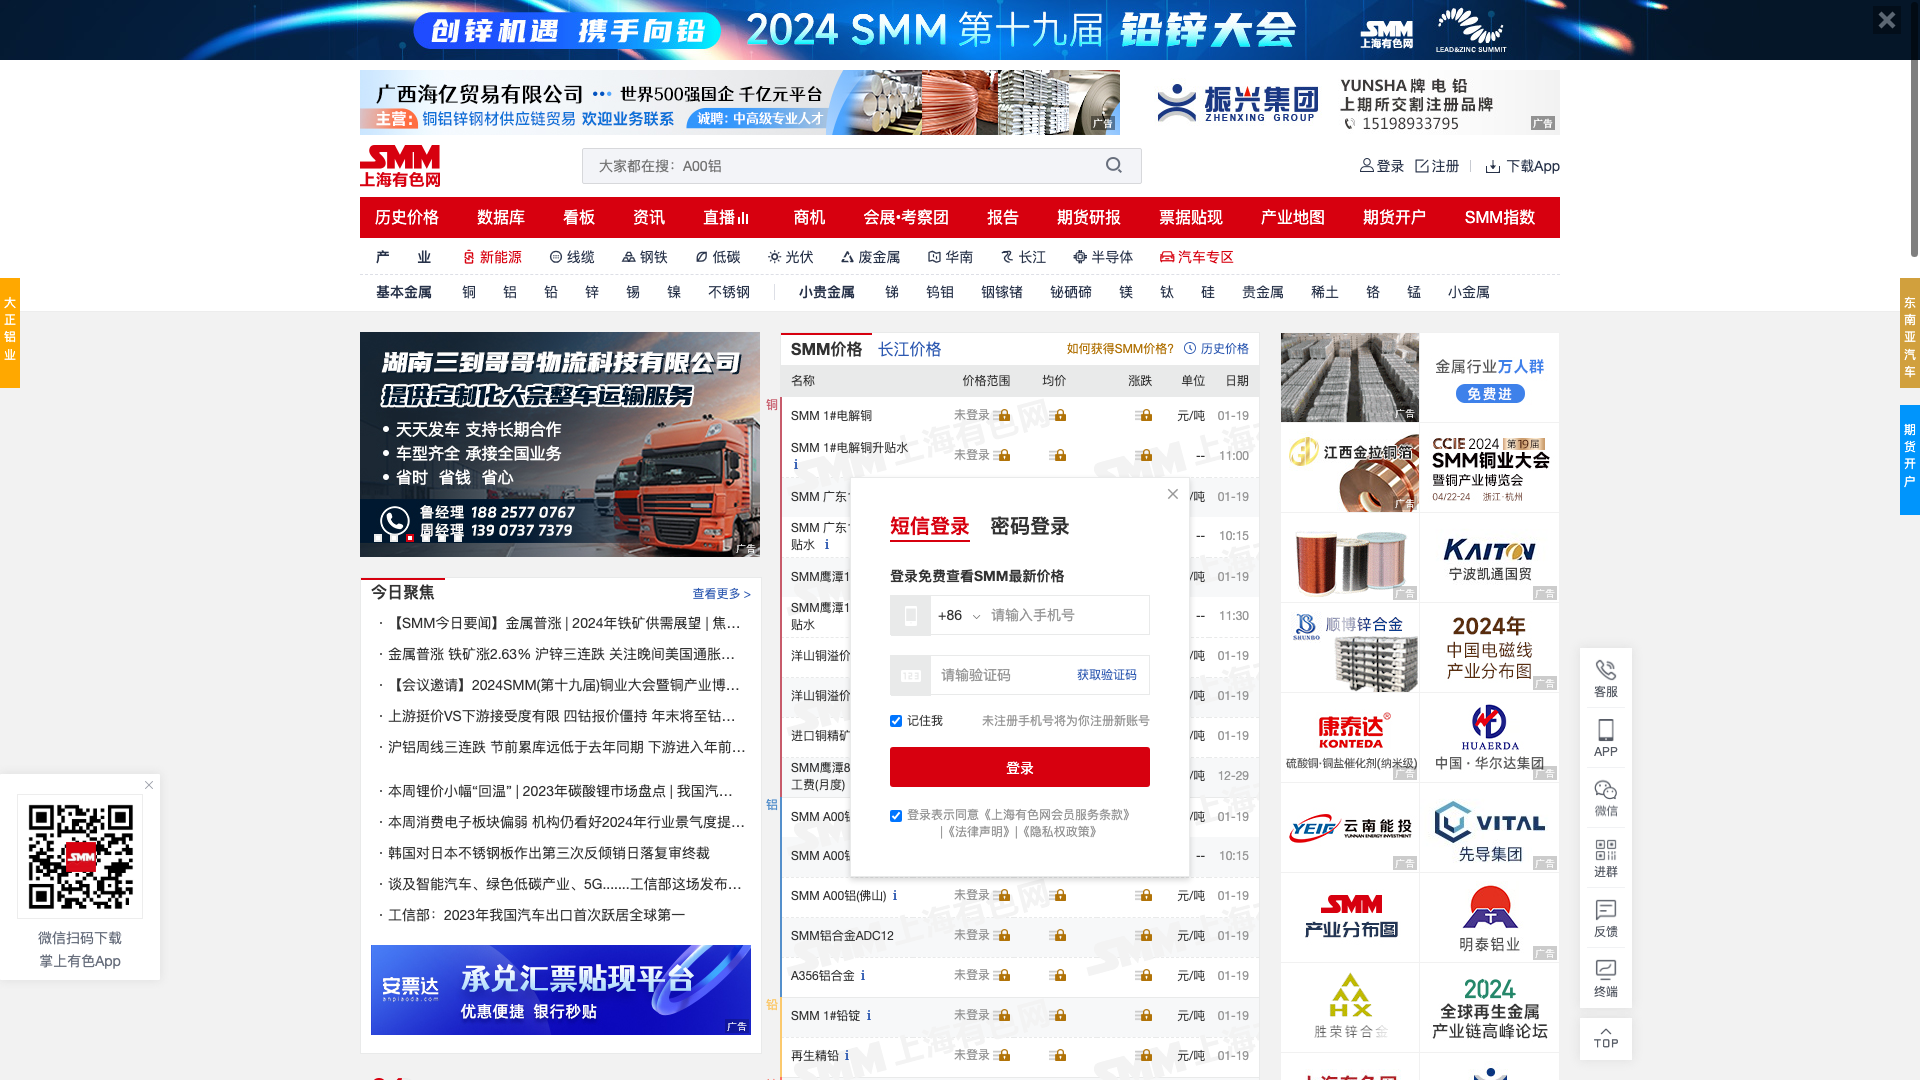 创锌机遇 携手向铅 2024 SMM 第十九届 铅锌大会 SMM 上海有色网 LEAD&ZINC SUMMIT
广西海亿贸易有限公司 世界500强国企 千亿元平台
主营: 铜铝锌钢材供应链贸易 欢迎业务联系 诚聘：中高级专业人才
广告
振兴集团
ZHENXING GROUP
YUNSHA牌 电 铅
上期所交割注册品牌
15198933795
广告
SMM
上海有色网
大家都在搜：A00铝
登录 注册 下载App
历史价格 数据库 看板 资讯 直播 商机 会展•考察团 报告 期货研报 票据贴现 产业地图 期货开户 SMM指数
产 业 新能源 线缆 钢铁 低碳 光伏 废金属 华南 长江 半导体 汽车专区
基本金属 铜 铝 铅 锌 锡 镍 不锈钢 小贵金属 锑 钨钼 铟镓锗 铋硒碲 镁 钛 硅 贵金属 稀土 铬 锰 小金属
大正铝业
东南亚汽车
期货开户
湖南三到哥哥物流科技有限公司
提供定制化大宗整车运输服务
• 天天发车 支持长期合作
• 车型齐全 承接全国业务
• 省时 省钱 省心
鲁经理 188 2577 0767
周经理 139 0737 7379
广告
今日聚焦 查看更多 >
· 【SMM今日要闻】金属普涨 | 2024年铁矿供需展望 | 焦...
· 金属普涨 铁矿涨2.63% 沪锌三连跌 关注晚间美国通胀...
· 【会议邀请】2024SMM(第十九届)铜业大会暨铜产业博...
· 上游挺价VS下游接受度有限 四钴报价僵持 年末将至钴...
· 沪铝周线三连跌 节前累库远低于去年同期 下游进入年前...
· 本周锂价小幅“回温” | 2023年碳酸锂市场盘点 | 我国汽...
· 本周消费电子板块偏弱 机构仍看好2024年行业景气度提...
· 韩国对日本不锈钢板作出第三次反倾销日落复审终裁
· 谈及智能汽车、绿色低碳产业、5G.......工信部这场发布...
· 工信部：2023年我国汽车出口首次跃居全球第一
安票达
anpiaoda.com
承兑汇票贴现平台
优惠便捷 银行秒贴
广告
SMM
微信扫码下载
掌上有色App
SMM价格 长江价格 如何获得SMM价格? 历史价格
名称 价格范围 均价 涨跌 单位 日期
铜
SMM 1#电解铜 未登录 元/吨 01-19
SMM 1#电解铜升贴水 未登录 -- 11:00
SMM 广东1 /吨 01-19
SMM 广东1
贴水 -- 10:15
SMM鹰潭1 /吨 01-19
SMM鹰潭1
贴水 -- 11:30
洋山铜溢价 /吨 01-19
洋山铜溢价 /吨 01-19
进口铜精矿 /吨 01-19
SMM鹰潭8
工费(月度) /吨 12-29
铝
SMM A00铝 /吨 01-19
SMM A00铝 -- 10:15
SMM A00铝(佛山) 未登录 元/吨 01-19
SMM铝合金ADC12 未登录 元/吨 01-19
A356铝合金 未登录 元/吨 01-19
铅
SMM 1#铅锭 未登录 元/吨 01-19
再生精铅 未登录 元/吨 01-19
短信登录 密码登录
登录免费查看SMM最新价格
+86 请输入手机号
请输验证码 获取验证码
记住我 未注册手机号将为你注册新账号
登录
登录表示同意《上海有色网会员服务条款》
|《法律声明》|《隐私权政策》
广告
金属行业万人群
免费进
江西金拉铜箔
广告
CCIE 2024 第19届
SMM铜业大会
暨铜产业博览会
04/22-24 浙江·杭州
广告
KAITON
宁波凯通国贸
广告
SHUNBO
顺博锌合金
2024年
中国电磁线
产业分布图
广告
康泰达®
KONTEDA
硫酸铜·铜盐催化剂(纳米级)
广告
HUAERDA
中国·华尔达集团
广告
YEIG 云南能投
YUNNAN ENERGY INVESTMENT
广告
VITAL
先导集团
广告
SMM
产业分布图
明泰铝业
广告
HX
胜荣锌合金
2024
全球再生金属
产业链高峰论坛
客服
APP
微信
进群
反馈
终端
TOP